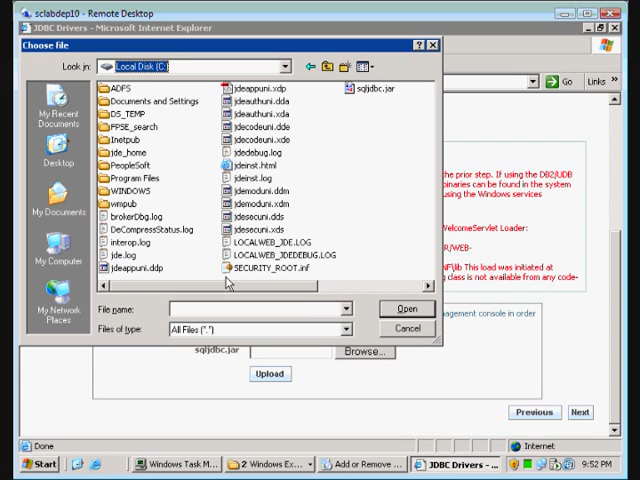 sclabdep10 - Remote Desktop
JDBC Drivers - Microsoft Internet Explorer
Choose file
Look in:
Local Disk (C:)
Go
Links
My Recent
Documents
Desktop
My Documents
My Computer
My Network
Places
ADFS
Documents and Settings
DS_TEMP
FPSE_search
Inetpub
jde_home
PeopleSoft
Program Files
WINDOWS
wmpub
brokerDbg.log
DeCompressStatus.log
interop.log
jde.log
jdeappuni.ddp
jdeappuni.xdp
jdeauthuni.dda
jdeauthuni.xda
jdecodeuni.dde
jdecodeuni.xde
jdedebug.log
jdeinst.html
jdeinst.log
jdemoduni.ddm
jdemoduni.xdm
jdesecuni.dds
jdesecuni.xds
LOCALWEB_JDE.LOG
LOCALWEB_JDEDEBUG.LOG
SECURITY_ROOT.inf
sqljdbc.jar
File name:
Open
Files of type:
All Files (*.*)
Cancel
the prior step. If using the DB2/UDB
binaries can be found in the system
using the Windows services
WelcomeServlet Loader:
R/WEB-
NF\lib This load was initiated at
g class is not available from any code-
nagement console in order
sqljdbc.jar
Browse...
Upload
Previous
Next
Done
Internet
Start
Windows Task M...
2 Windows Ex...
Add or Remove ...
JDBC Drivers - ...
9:52 PM